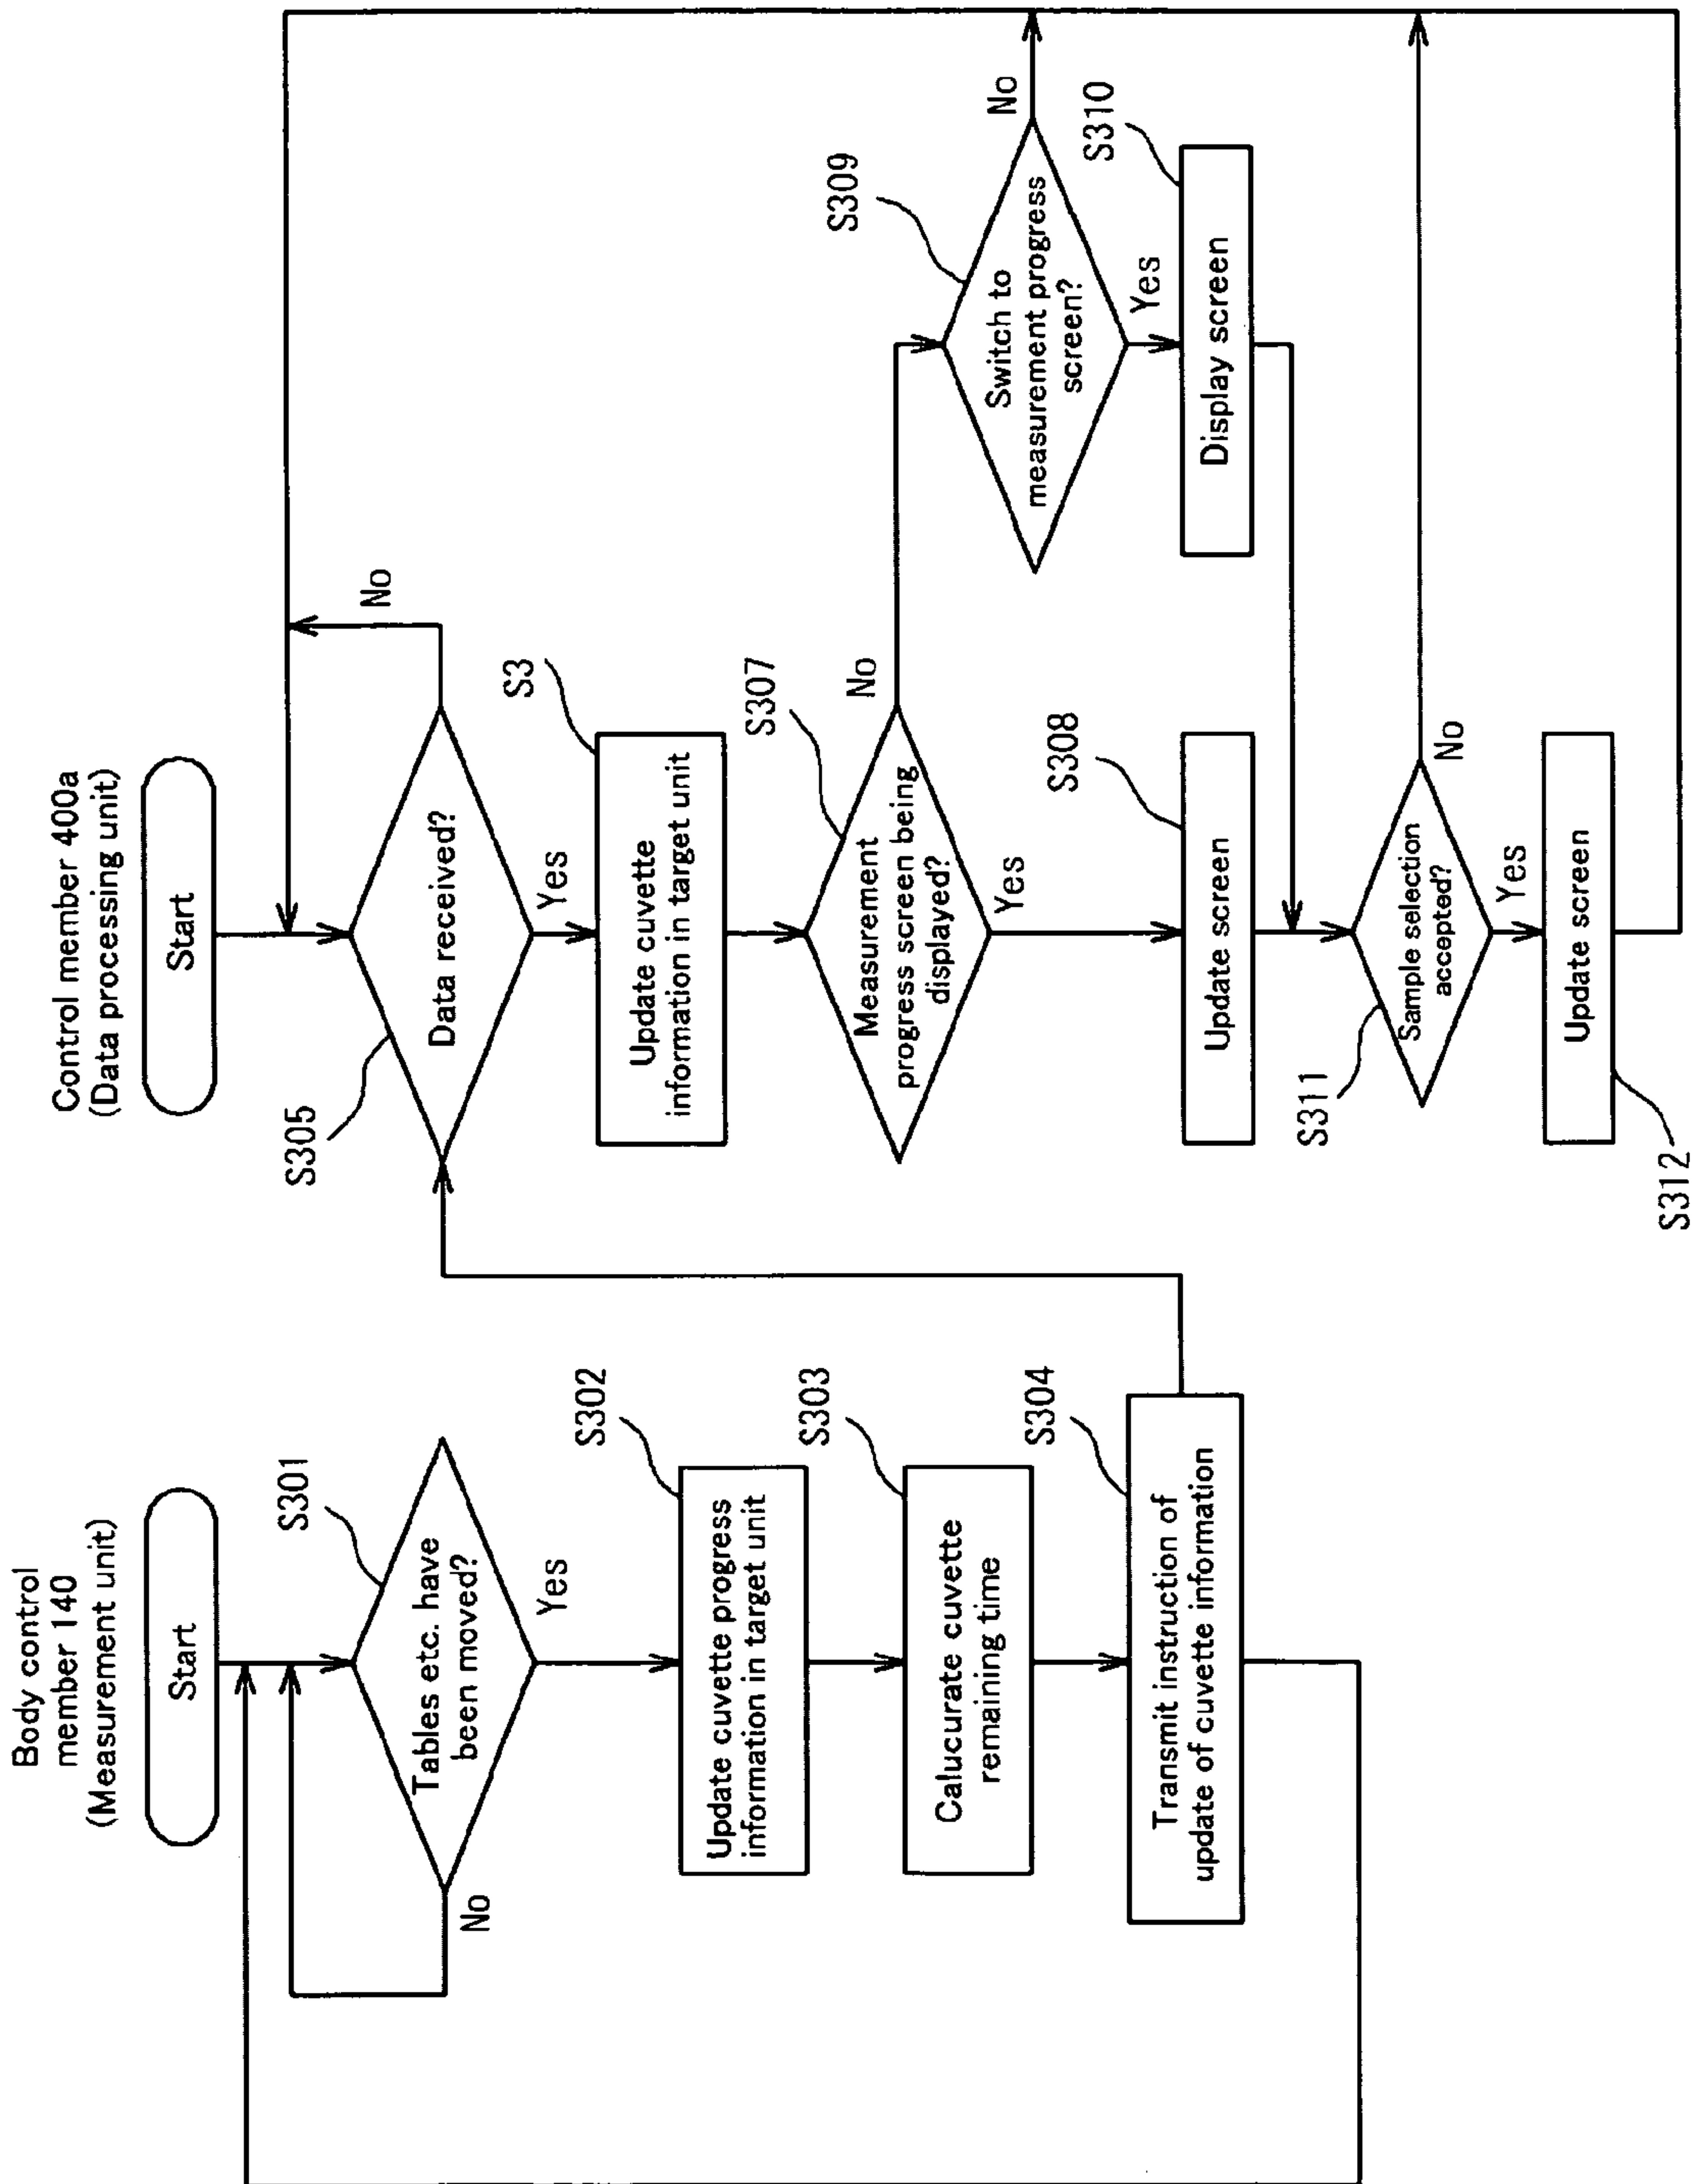 Body control
member 140
(Measurement unit)
Start
S301
Tables etc. have
been moved?
No
Yes
S302
Update cuvette progress
information in target unit
S303
Calucurate cuvette
remaining time
S304
Transmit instruction of
update of cuvette information
Control member 400a
(Data processing unit)
Start
S305
Data received?
No
Yes
S3
Update cuvette
information in target unit
S307
Measurement
progress screen being
displayed?
No
Yes
S308
Update screen
S309
Switch to
measurement progress
screen?
No
Yes
S310
Display screen
S311
Sample selection
accepted?
No
Yes
Update screen
S312